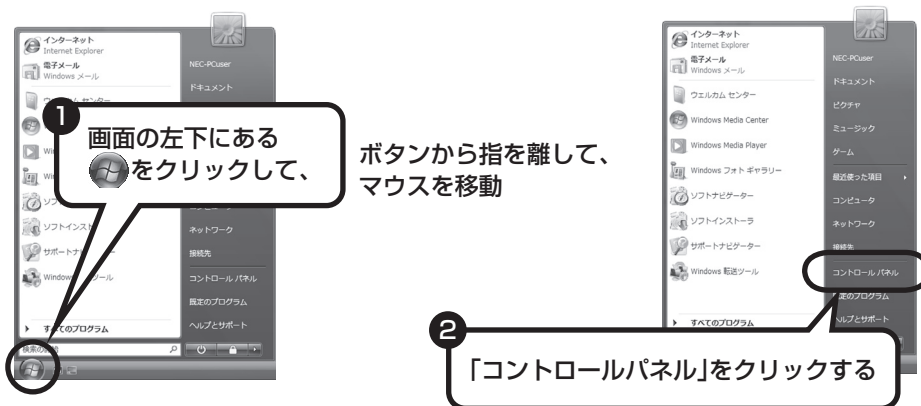 インターネット
Internet Explorer
電子メール
Windows メール
NEC-PCuser
ドキュメント
ネットワーク
接続先
コントロール パネル
既定のプログラム
ヘルプとサポート
すべてのプログラム
1
画面の左下にある
をクリックして、
ボタンから指を離して、
マウスを移動
インターネット
Internet Explorer
電子メール
Windows メール
ウェルカム センター
Windows Media Center
Windows Media Player
Windows フォト ギャラリー
ソフトナビゲーター
ソフトインストーラ
サポートナビゲーター
Windows 転送ツール
すべてのプログラム
NEC-PCuser
ドキュメント
ピクチャ
ミュージック
ゲーム
最近使った項目
コンピュータ
ネットワーク
接続先
コントロール パネル
既定のプログラム
ヘルプとサポート
2
「コントロールパネル」をクリックする